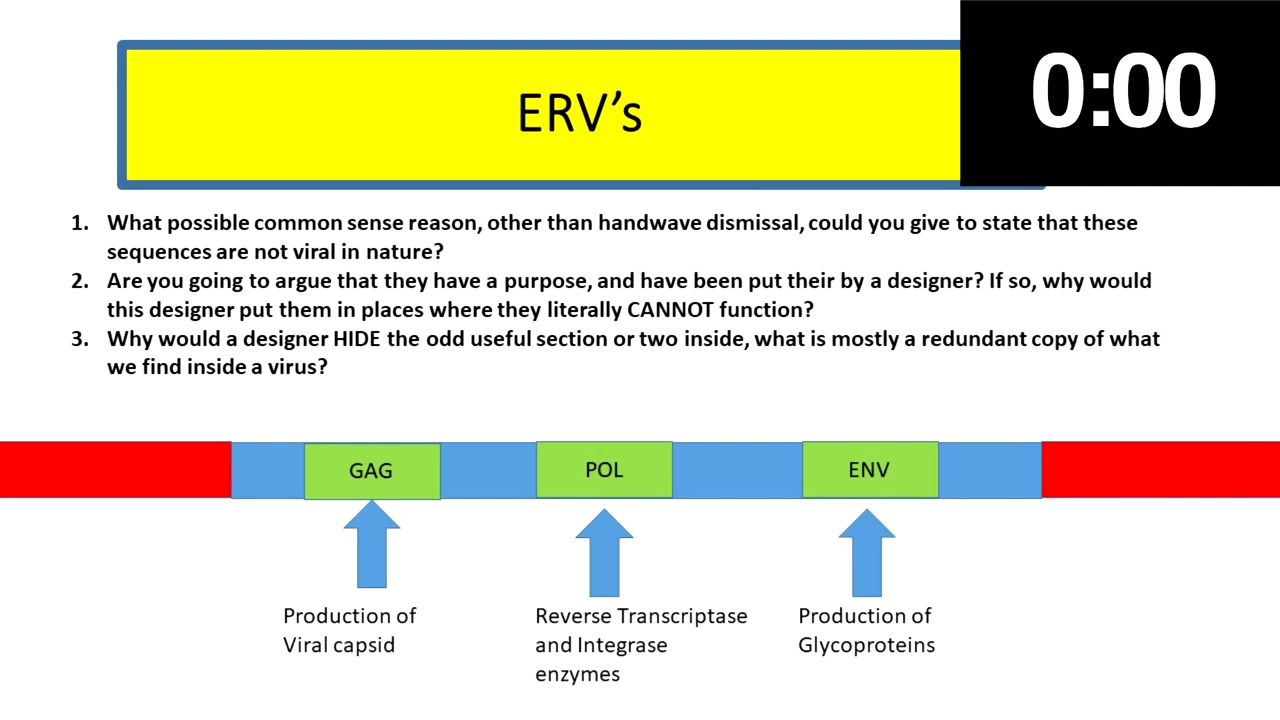 ERV’s
0:00
1. What possible common sense reason, other than handwave dismissal, could you give to state that these
sequences are not viral in nature?
2. Are you going to argue that they have a purpose, and have been put their by a designer? If so, why would
this designer put them in places where they literally CANNOT function?
3. Why would a designer HIDE the odd useful section or two inside, what is mostly a redundant copy of what
we find inside a virus?
GAG
POL
ENV
Production of
Viral capsid
Reverse Transcriptase
and Integrase
enzymes
Production of
Glycoproteins